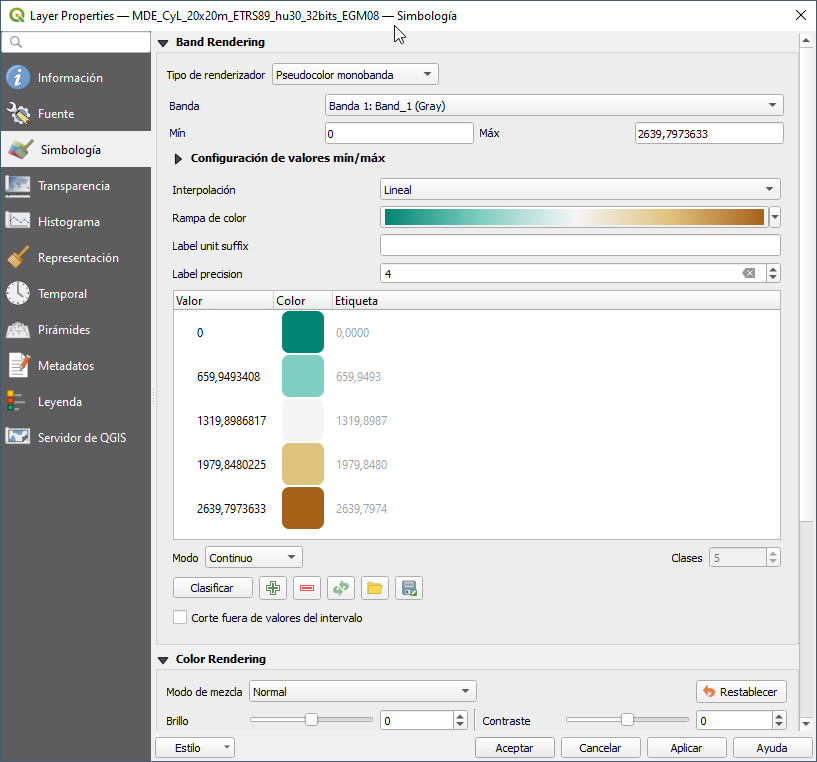 Layer Properties — MDE_CyL_20x20m_ETRS89_hu30_32bits_EGM08 — Simbología
Información
Fuente
Simbología
Transparencia
Histograma
Representación
Temporal
Pirámides
Metadatos
Leyenda
Servidor de QGIS
Band Rendering
Tipo de renderizador Pseudocolor monobanda
Banda Banda 1: Band_1 (Gray)
Mín 0 Máx 2639,7973633
Configuración de valores mín/máx
Interpolación Lineal
Rampa de color
Label unit suffix
Label precision 4
Valor Color Etiqueta
0 0,0000
659,9493408 659,9493
1319,8986817 1319,8987
1979,8480225 1979,8480
2639,7973633 2639,7974
Modo Continuo Clases 5
Clasificar
Corte fuera de valores del intervalo
Color Rendering
Modo de mezcla Normal Restablecer
Brillo 0 Contraste 0
Estilo Aceptar Cancelar Aplicar Ayuda